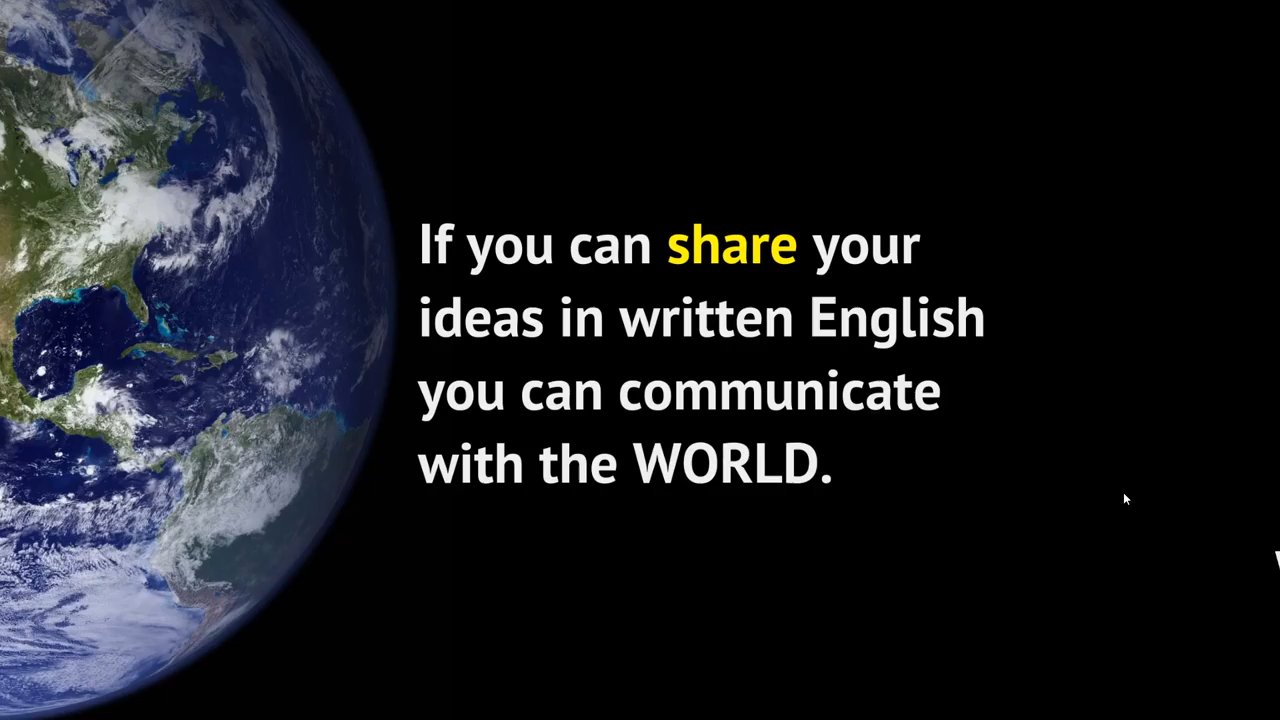 If you can share your
ideas in written English
you can communicate
with the WORLD.